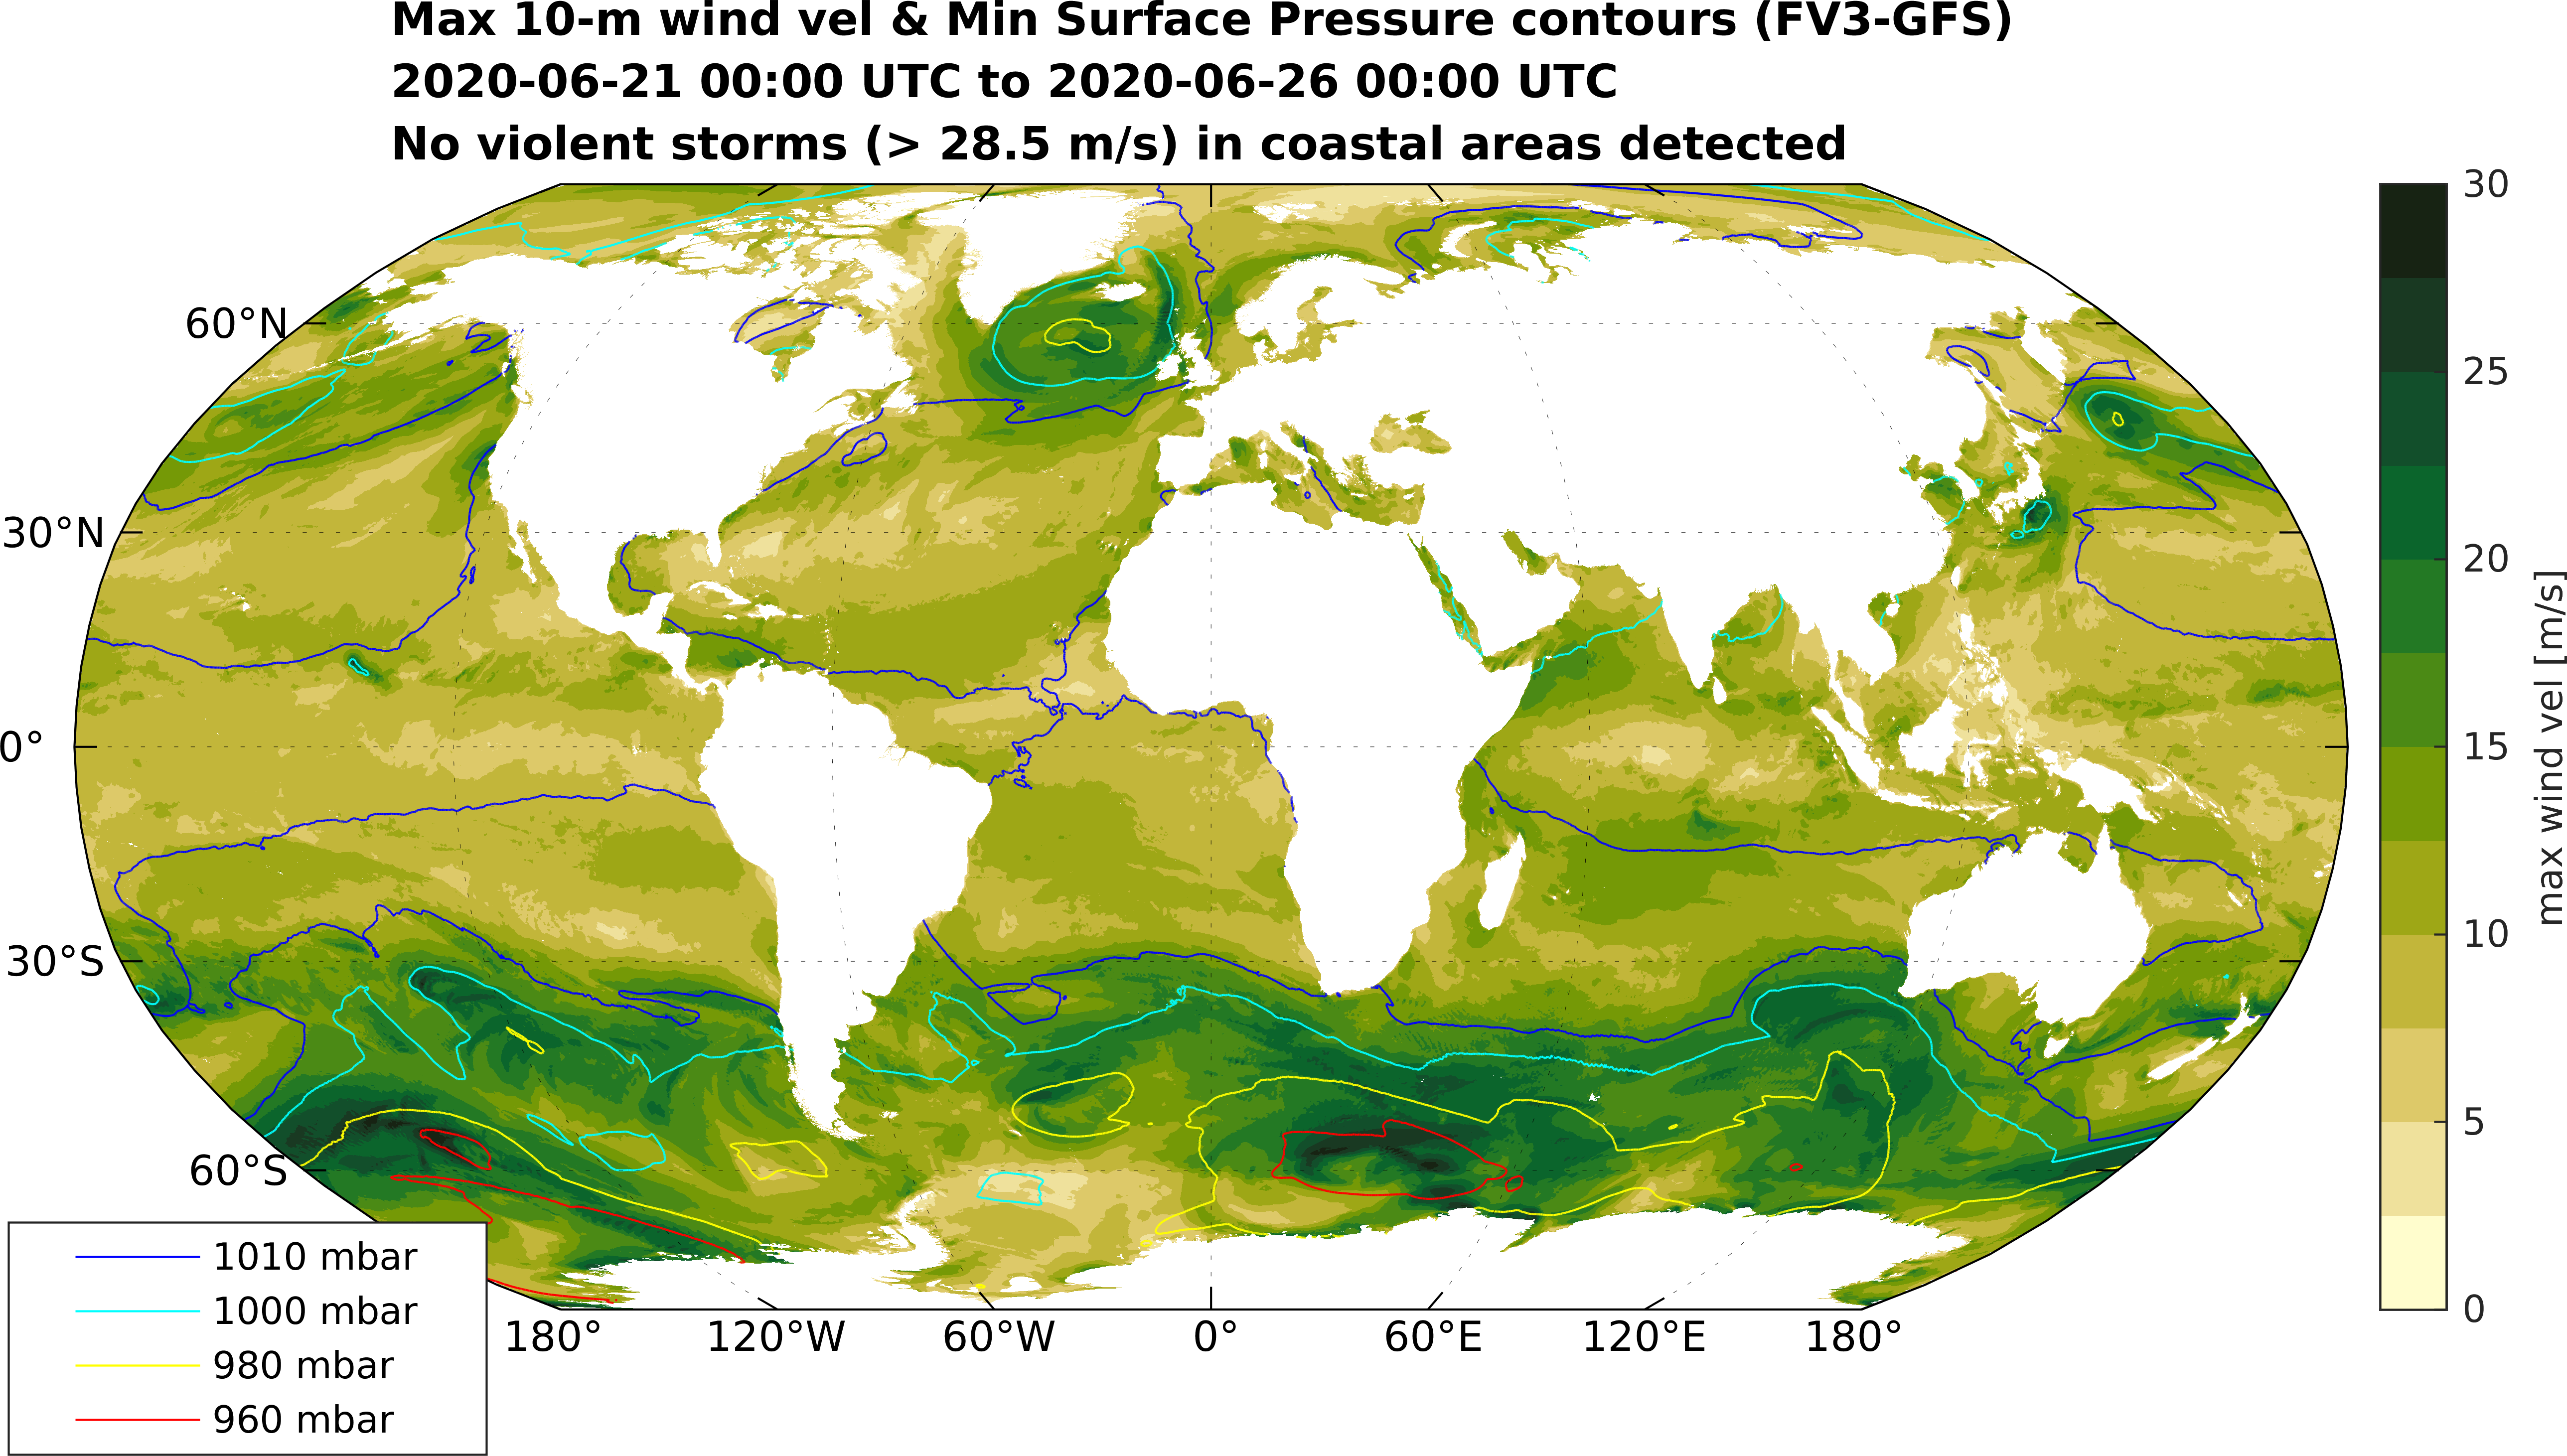 Max 10-m wind vel & Min Surface Pressure contours (FV3-GFS)
2020-06-21 00:00 UTC to 2020-06-26 00:00 UTC
No violent storms (> 28.5 m/s) in coastal areas detected
60°N
30°N
0°
30°S
60°S
180°
120°W
60°W
0°
60°E
120°E
180°
1010 mbar
1000 mbar
980 mbar
960 mbar
30
25
20
15
10
5
0
max wind vel [m/s]